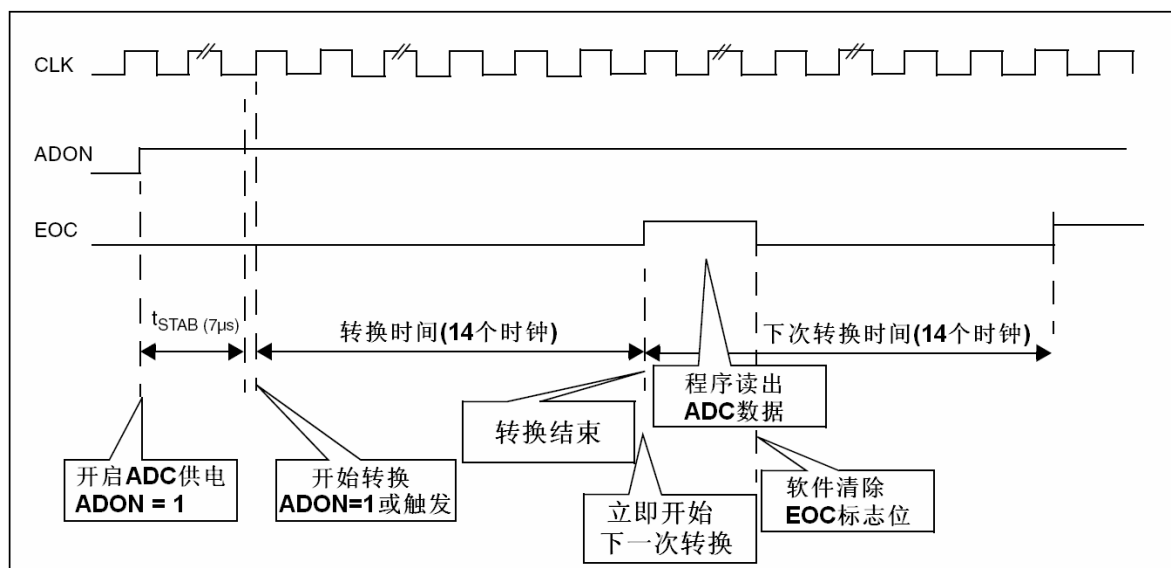 CLK
ADON
EOC
tSTAB (7μs)
转换时间(14个时钟)
下次转换时间(14个时钟)
程序读出
ADC数据
转换结束
开启ADC供电
ADON = 1
开始转换
ADON=1或触发
立即开始
下一次转换
软件清除
EOC标志位